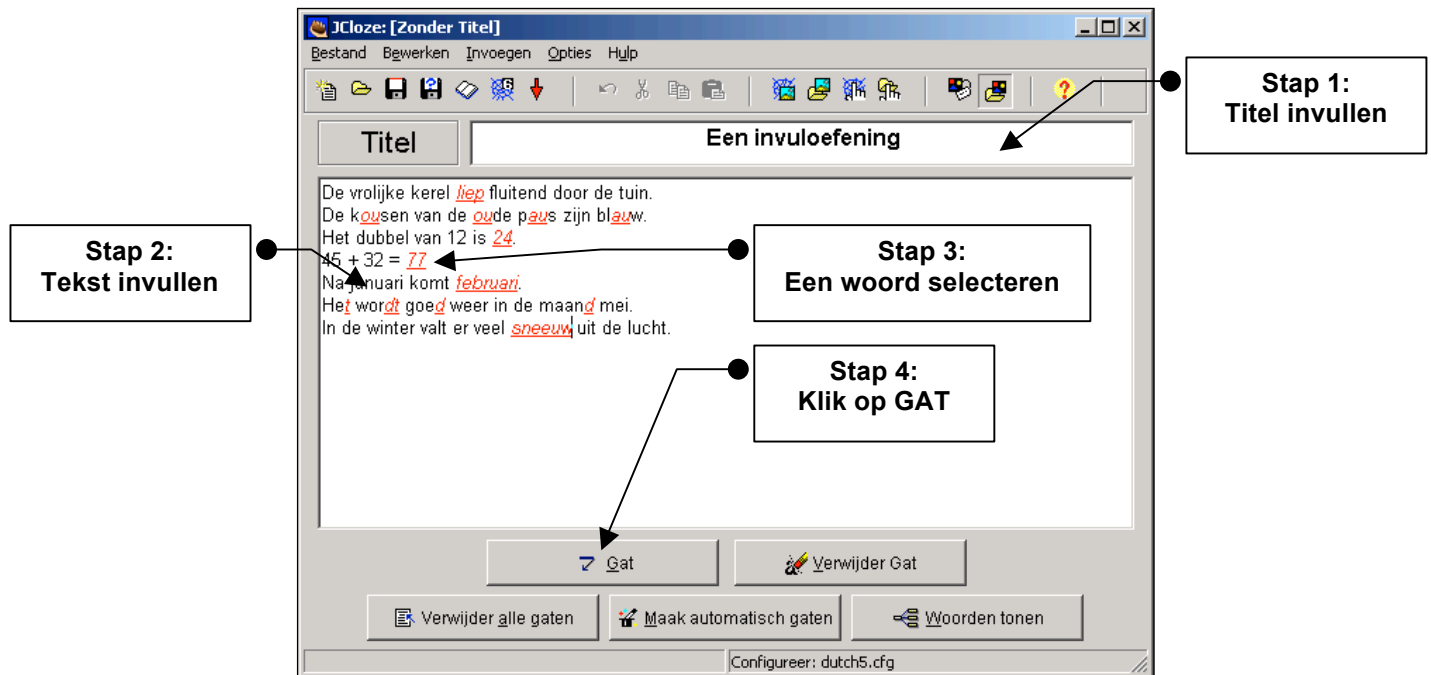 JCloze: [Zonder Titel]
Bestand Bewerken Invoegen Opties Hulp
Stap 1:
Titel invullen
Titel
Een invuloefening
De vrolijke kerel liep fluitend door de tuin.
De kousen van de oude paus zijn blauw.
Het dubbel van 12 is 24.
45 + 32 = 77
Na januari komt februari.
Het wordt goed weer in de maand mei.
In de winter valt er veel sneeuw uit de lucht.
Stap 2:
Tekst invullen
Stap 3:
Een woord selecteren
Stap 4:
Klik op GAT
Gat
Verwijder Gat
Verwijder alle gaten
Maak automatisch gaten
Woorden tonen
Configureer: dutch5.cfg